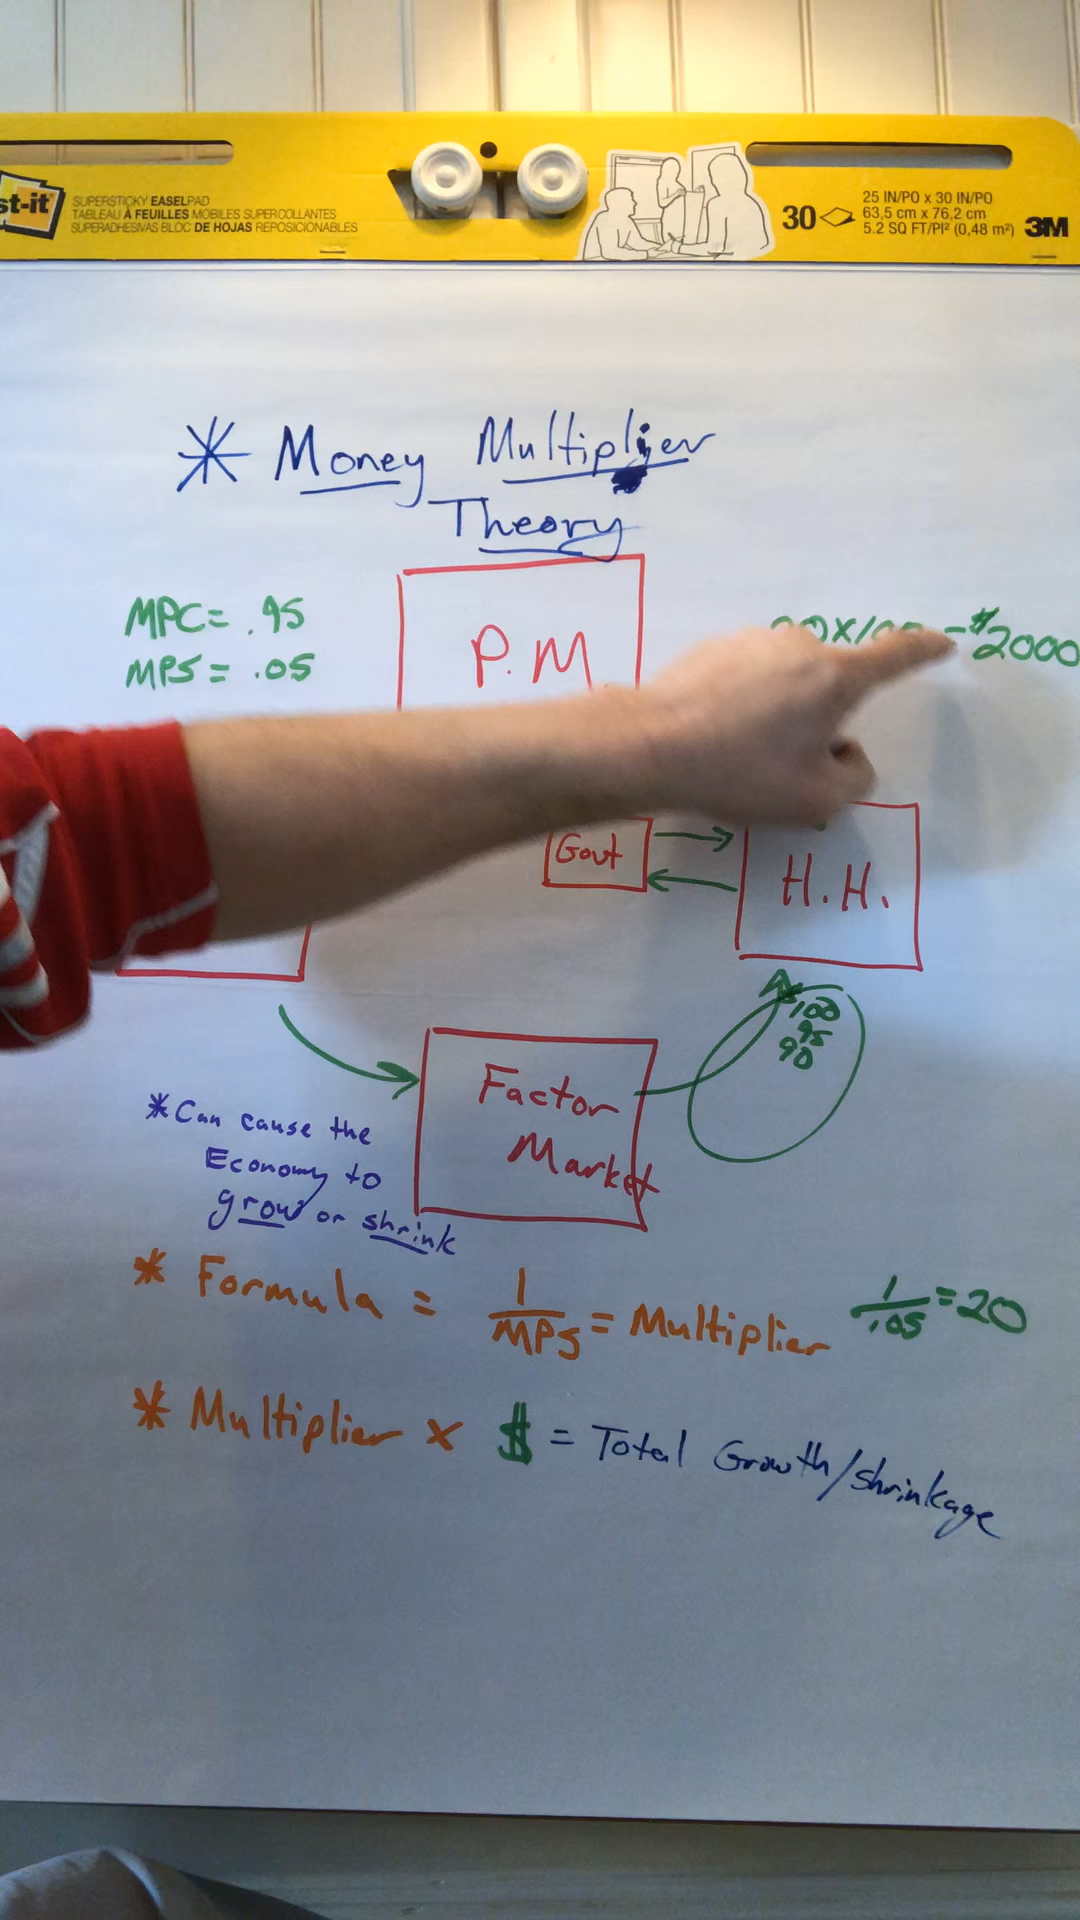 st-it
SUPERSTICKY EASELPAD
TABLEAU À FEUILLES MOBILES SUPERCOLLANTES
SUPERADHESIVAS BLOC DE HOJAS REPOSICIONABLES
30
25 IN/PO x 30 IN/PO
63,5 cm x 76,2 cm
5.2 SQ FT/PI² (0,48 m²)
3M
* Money Multiplier
Theory
MPC = .95
MPS = .05
P.M.
= $2000
Govt
H.H.
100
95
90
Factor
Market
* Can cause the
Economy to
grow or shrink
* Formula = 1/MPS = Multiplier 1/.05 = 20
* Multiplier x $ = Total Growth/shrinkage